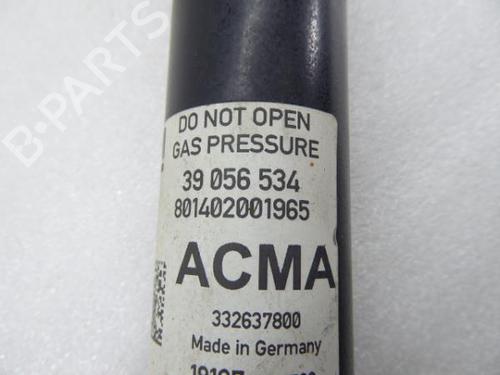 DO NOT OPEN
GAS PRESSURE
39 056 534
801402001965
ACMA
332637800
Made in Germany
B-PARTS